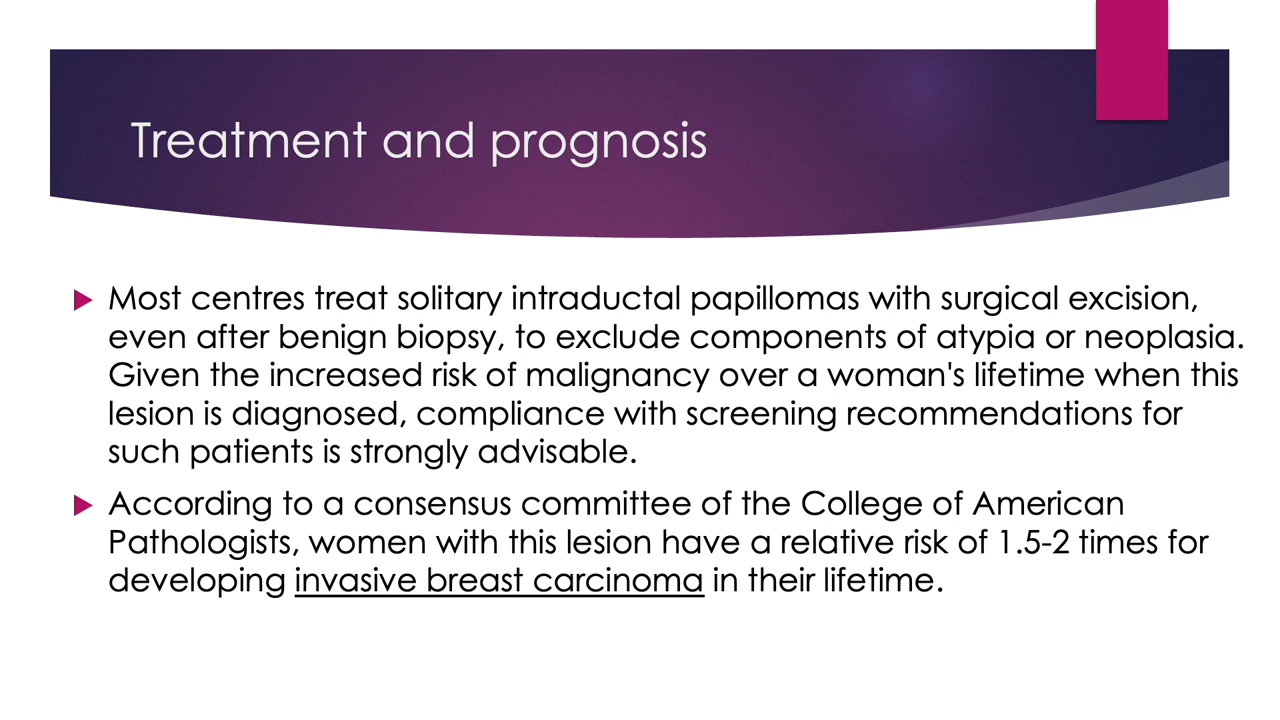 Treatment and prognosis
Most centres treat solitary intraductal papillomas with surgical excision,
even after benign biopsy, to exclude components of atypia or neoplasia.
Given the increased risk of malignancy over a woman's lifetime when this
lesion is diagnosed, compliance with screening recommendations for
such patients is strongly advisable.
According to a consensus committee of the College of American
Pathologists, women with this lesion have a relative risk of 1.5-2 times for
developing invasive breast carcinoma in their lifetime.